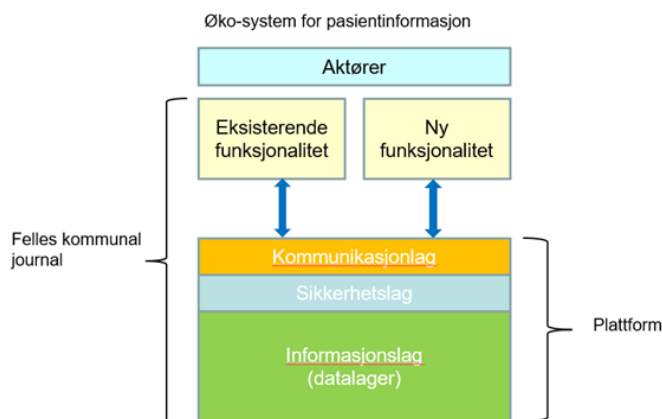 Øko-system for pasientinformasjon
Aktører
Eksisterende
funksjonalitet
Ny
funksjonalitet
Felles kommunal
journal
Kommunikasjonlag
Sikkerhetslag
Plattform
Informasjonslag
(datalager)